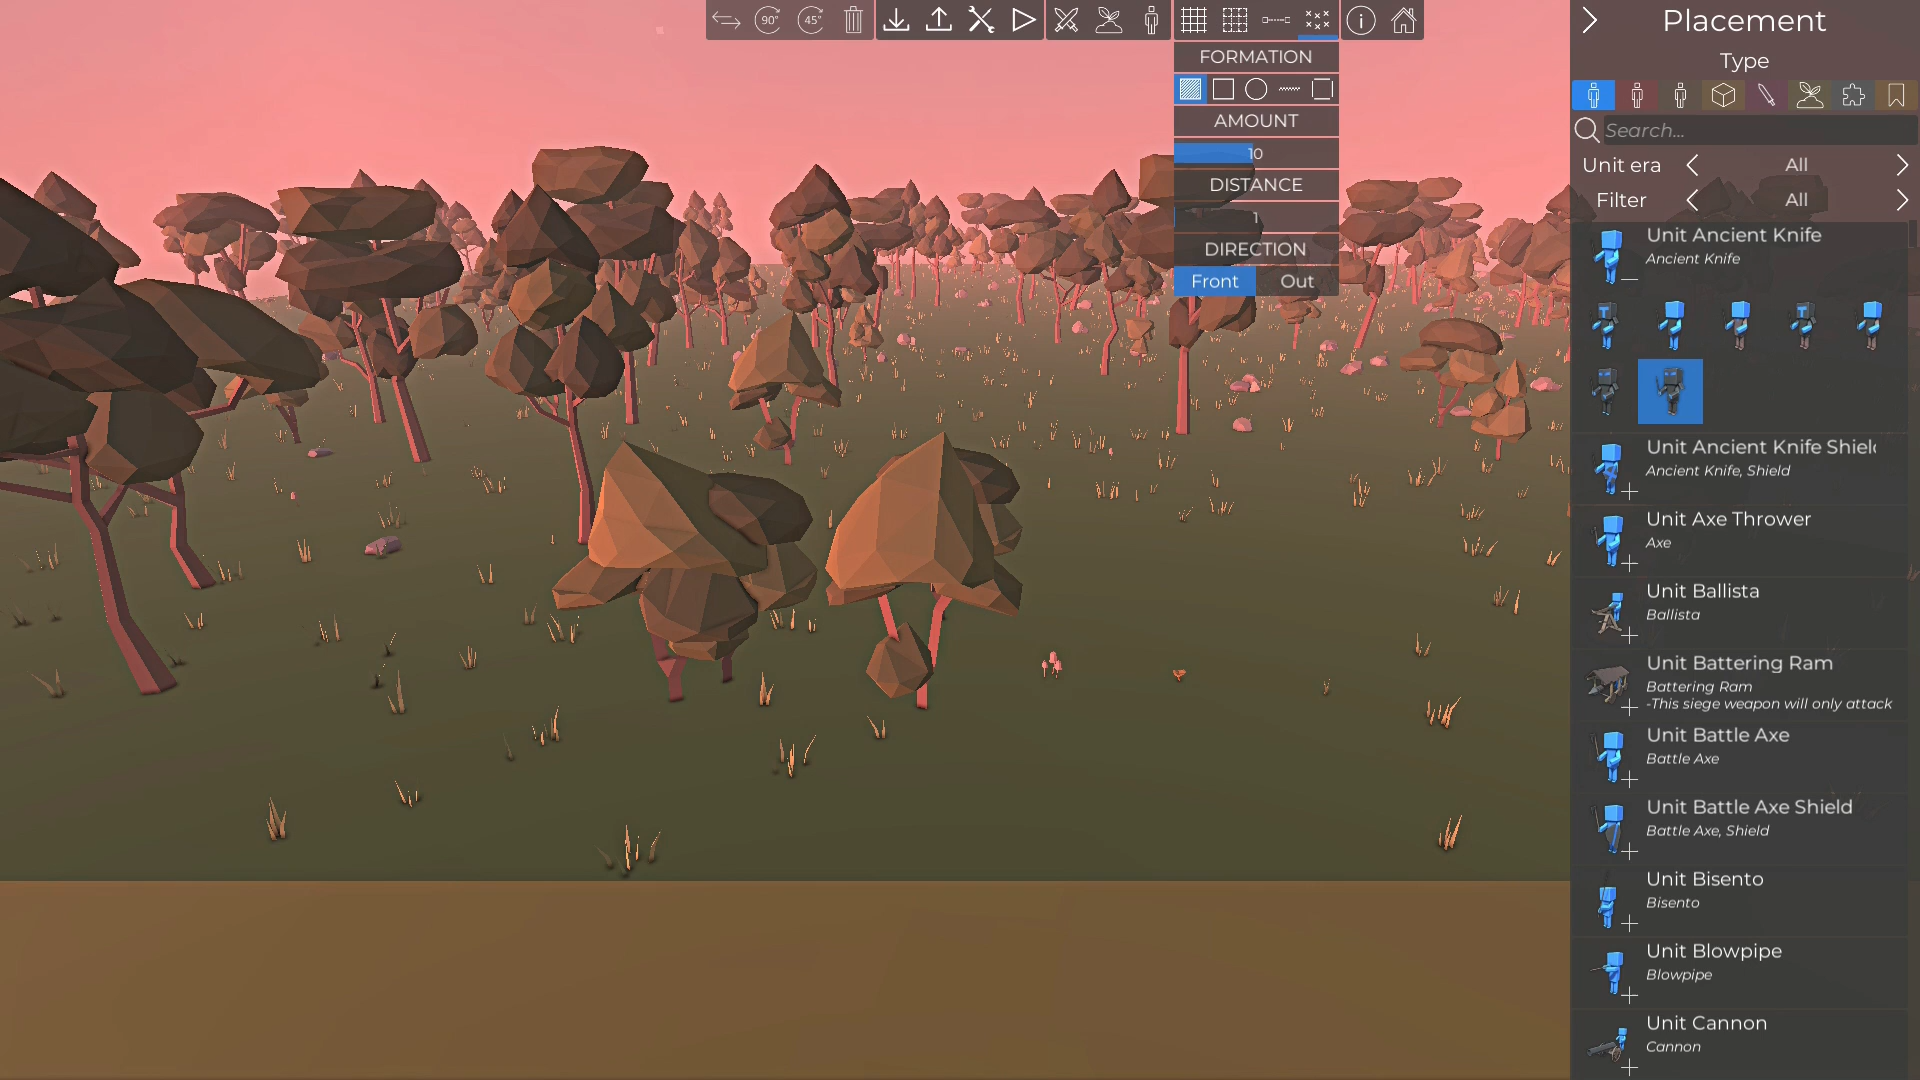 90°
45°
FORMATION
AMOUNT
10
DISTANCE
1
DIRECTION
Front Out
Placement
Type
Search...
Unit era All
Filter All
Unit Ancient Knife
Ancient Knife
Unit Ancient Knife Shield
Ancient Knife, Shield
Unit Axe Thrower
Axe
Unit Ballista
Ballista
Unit Battering Ram
Battering Ram
-This siege weapon will only attack
Unit Battle Axe
Battle Axe
Unit Battle Axe Shield
Battle Axe, Shield
Unit Bisento
Bisento
Unit Blowpipe
Blowpipe
Unit Cannon
Cannon